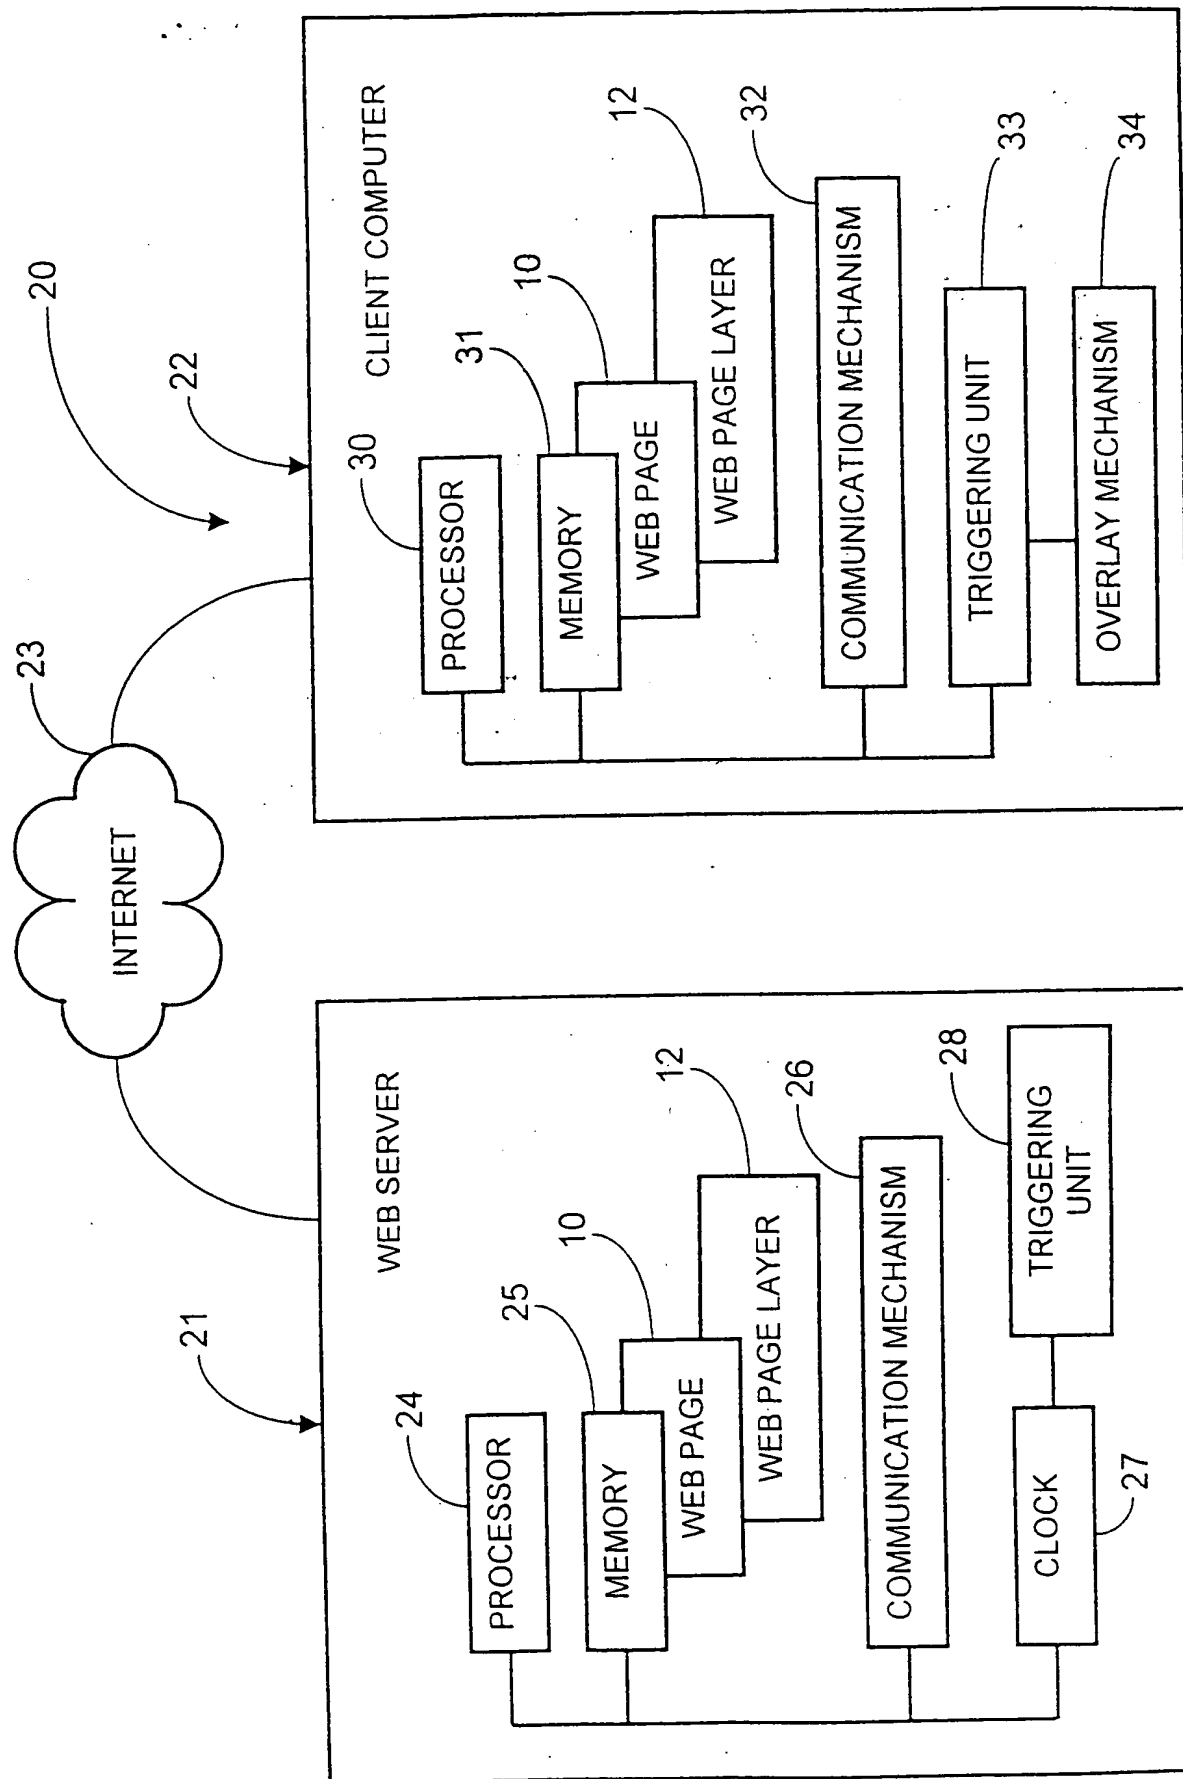 20
23
INTERNET
21
22
WEB SERVER
24
PROCESSOR
25
MEMORY
10
WEB PAGE
12
WEB PAGE LAYER
26
COMMUNICATION MECHANISM
28
CLOCK
TRIGGERING
UNIT
27
CLIENT COMPUTER
30
PROCESSOR
31
MEMORY
10
WEB PAGE
12
WEB PAGE LAYER
32
COMMUNICATION MECHANISM
33
TRIGGERING UNIT
34
OVERLAY MECHANISM